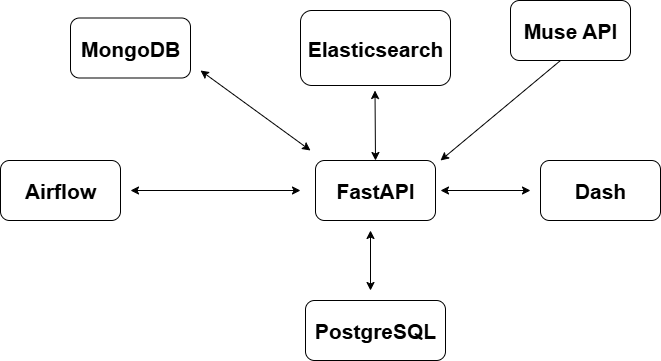 MongoDB
Elasticsearch
Muse API
Airflow
FastAPI
Dash
PostgreSQL